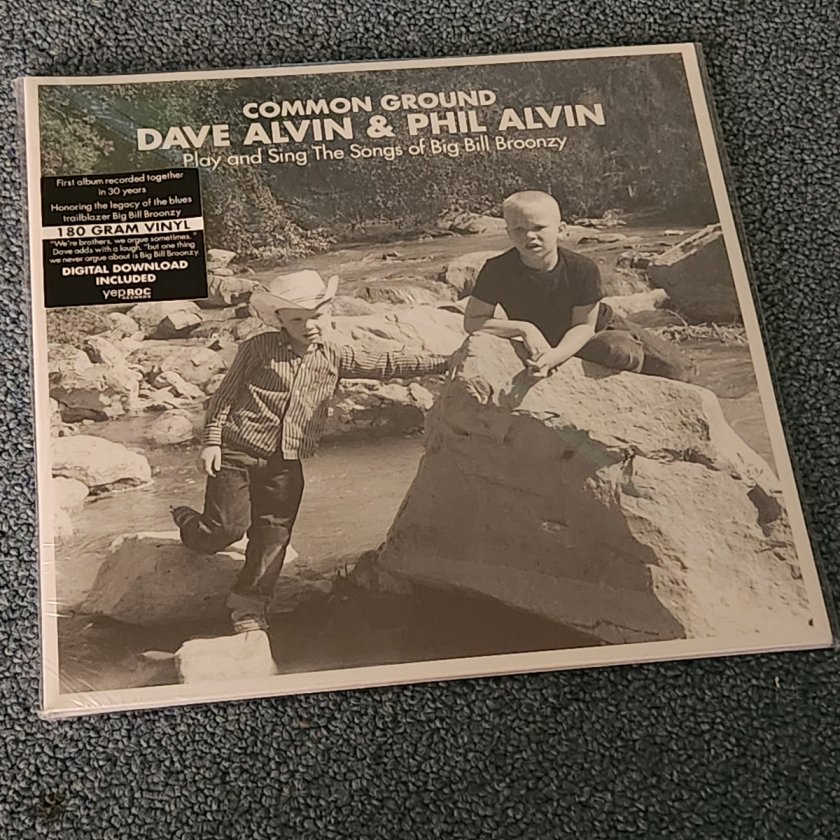 COMMON GROUND
DAVE ALVIN & PHIL ALVIN
Play and Sing The Songs of Big Bill Broonzy
First album recorded together
in 30 years
Honoring the legacy of the blues
trailblazer Big Bill Broonzy
180 GRAM VINYL
"We're brothers, we argue sometimes."
Dave adds with a laugh, "but one thing
we never argue about is Big Bill Broonzy
DIGITAL DOWNLOAD
INCLUDED
yepROC
RECORDS